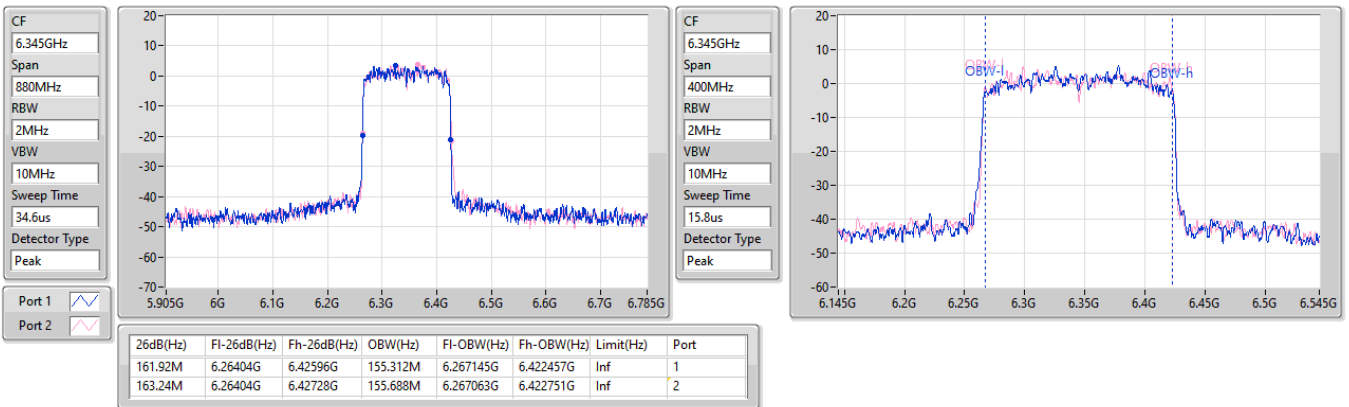 CF
6.345GHz
Span
880MHz
RBW
2MHz
VBW
10MHz
Sweep Time
34.6us
Detector Type
Peak
Port 1
Port 2
20
10
0
-10
-20
-30
-40
-50
-60
-70
5.905G 6G 6.1G 6.2G 6.3G 6.4G 6.5G 6.6G 6.7G 6.785G
CF
6.345GHz
Span
400MHz
RBW
2MHz
VBW
10MHz
Sweep Time
15.8us
Detector Type
Peak
20
10
0
-10
-20
-30
-40
-50
-60
OBW-l OBW-h
6.145G 6.2G 6.25G 6.3G 6.35G 6.4G 6.45G 6.5G 6.545G
26dB(Hz) Fl-26dB(Hz) Fh-26dB(Hz) OBW(Hz) Fl-OBW(Hz) Fh-OBW(Hz) Limit(Hz) Port
161.92M 6.26404G 6.42596G 155.312M 6.267145G 6.422457G Inf 1
163.24M 6.26404G 6.42728G 155.688M 6.267063G 6.422751G Inf 2